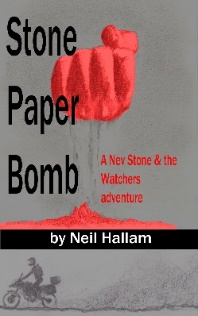 Stone
Paper
Bomb
A Nev Stone & the
Watchers
adventure
by Neil Hallam